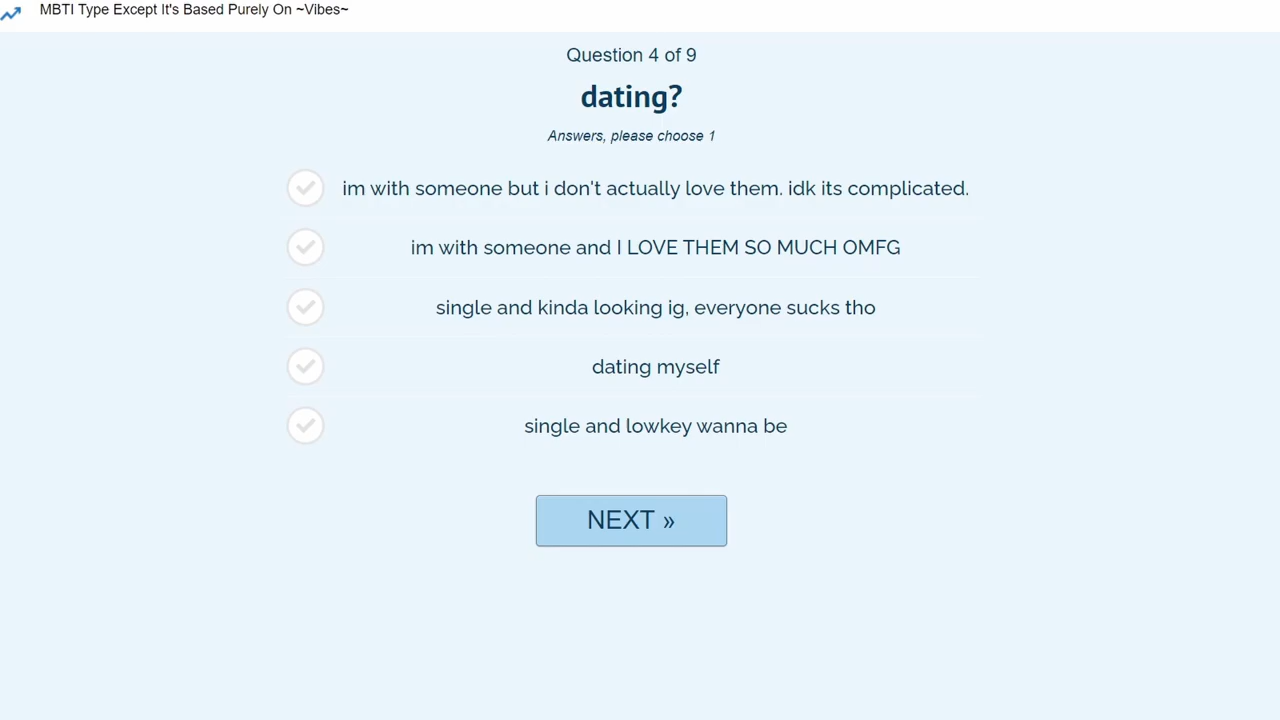 MBTI Type Except It's Based Purely On ~Vibes~
Question 4 of 9
dating?
Answers, please choose 1
im with someone but i don't actually love them. idk its complicated.
im with someone and I LOVE THEM SO MUCH OMFG
single and kinda looking ig, everyone sucks tho
dating myself
single and lowkey wanna be
NEXT »